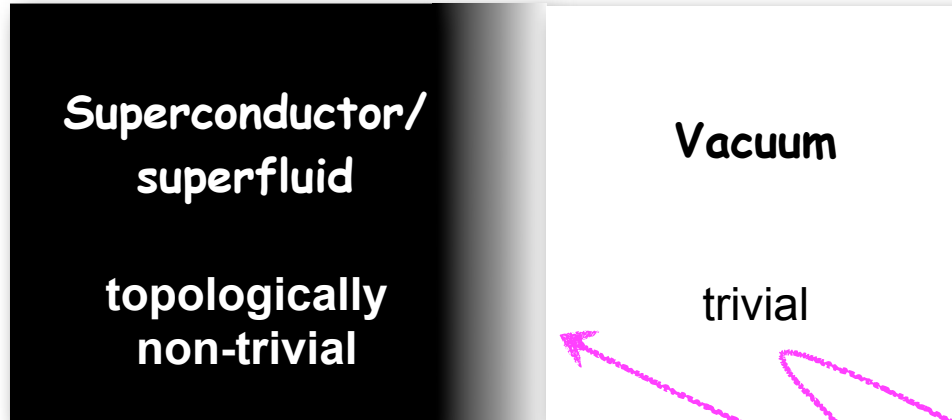 Superconductor/
superfluid
topologically
non-trivial
Vacuum
trivial